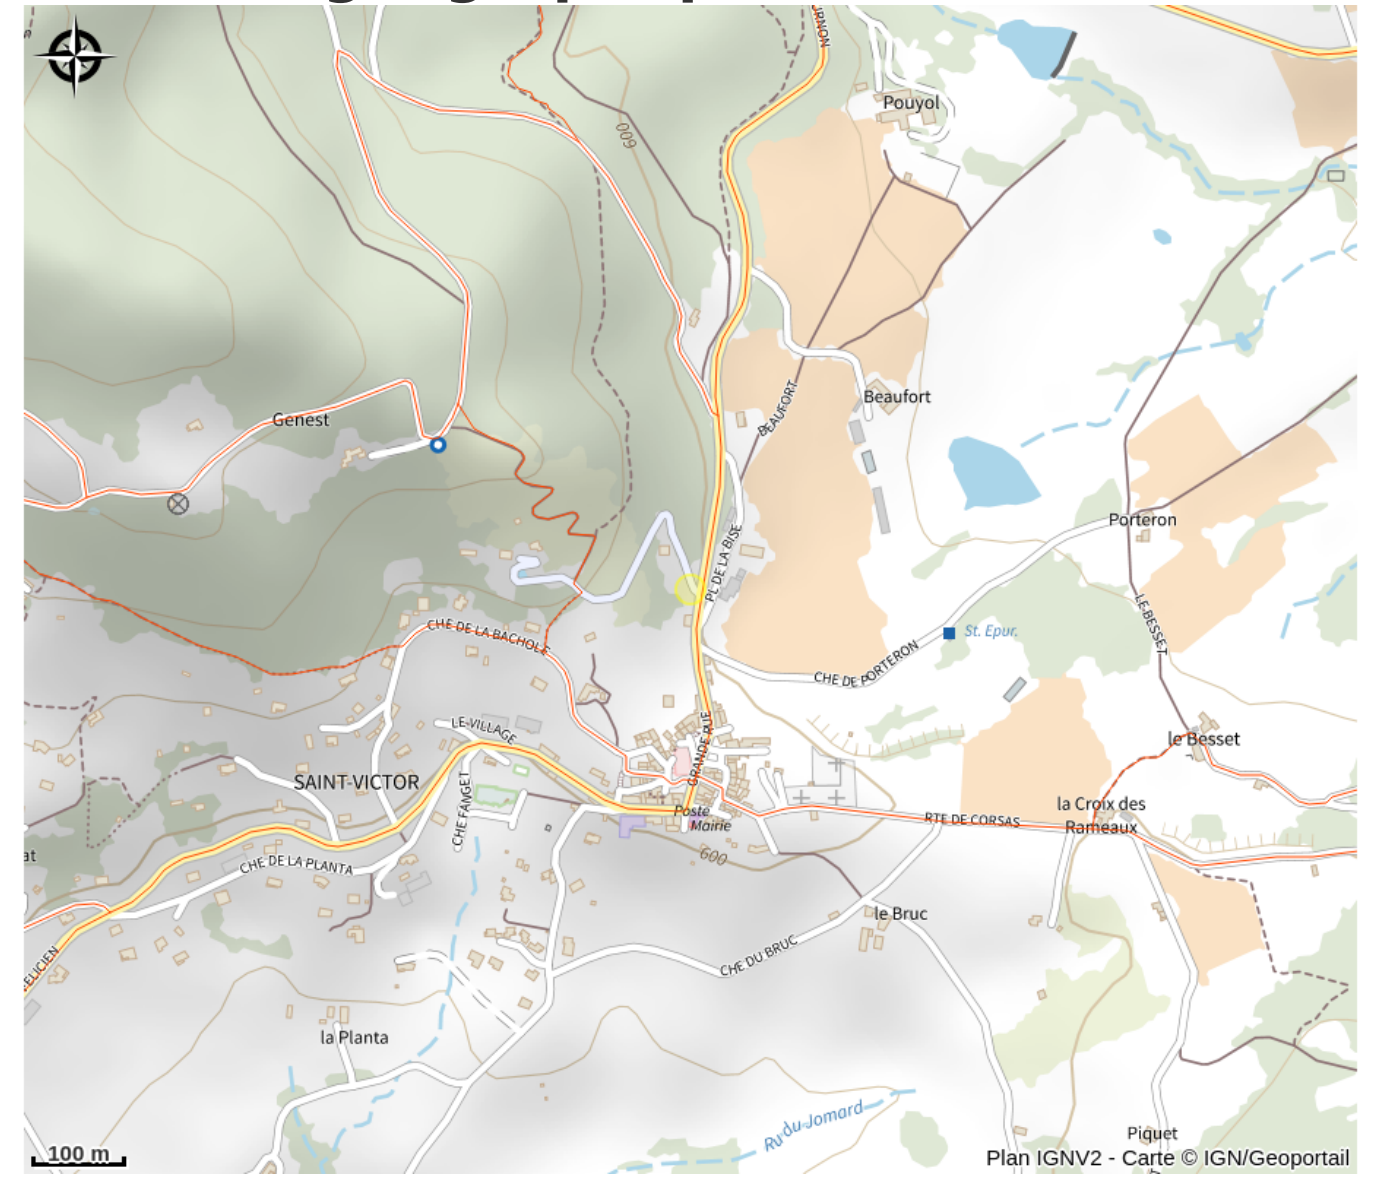 Pouyol
600
Beaufort
BEAUFORT
Genest
Porteron
PL DE LA BISE
LE BESSET
St. Epur.
CHE DE LA BACHOLE
CHE DE PORTERON
LE VILLAGE
GRANDE RUE
le Besset
SAINT-VICTOR
CHE FANGET
la Croix des
Rameaux
Poste
Mairie
RTE DE CORSAS
600
CHE DE LA PLANTA
le Bruc
CHE DU BRUC
la Planta
Ru du Jomard
Piquet
100 m
Plan IGNV2 - Carte © IGN/Geoportail